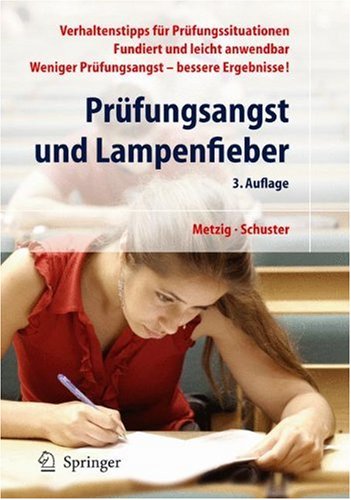 Verhaltenstipps für Prüfungssituationen
Fundiert und leicht anwendbar
Weniger Prüfungsangst – bessere Ergebnisse!
Prüfungsangst
und Lampenfieber
3. Auflage
Metzig · Schuster
Springer